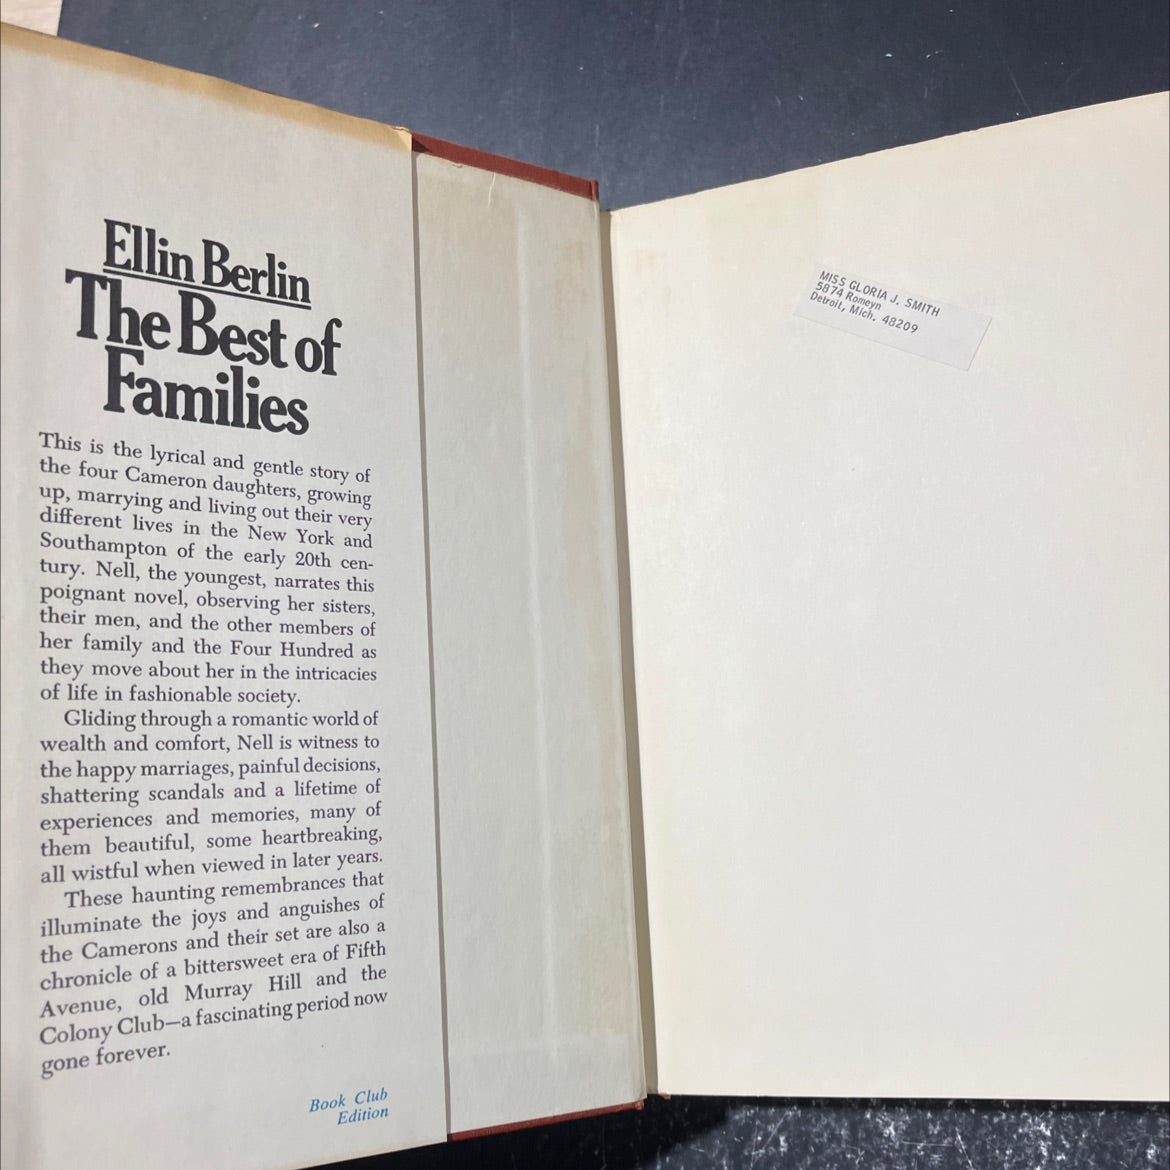 Ellin Berlin
The Best of
Families
This is the lyrical and gentle story of
the four Cameron daughters, growing
up, marrying and living out their very
different lives in the New York and
Southampton of the early 20th cen-
tury. Nell, the youngest, narrates this
poignant novel, observing her sisters,
their men, and the other members of
her family and the Four Hundred as
they move about her in the intricacies
of life in fashionable society.
Gliding through a romantic world of
wealth and comfort, Nell is witness to
the happy marriages, painful decisions,
shattering scandals and a lifetime of
experiences and memories, many of
them beautiful, some heartbreaking,
all wistful when viewed in later years.
These haunting remembrances that
illuminate the joys and anguishes of
the Camerons and their set are also a
chronicle of a bittersweet era of Fifth
Avenue, old Murray Hill and the
Colony Club—a fascinating period now
gone forever.
Book Club
Edition
MISS GLORIA J. SMITH
5874 Romeyn
Detroit, Mich. 48209